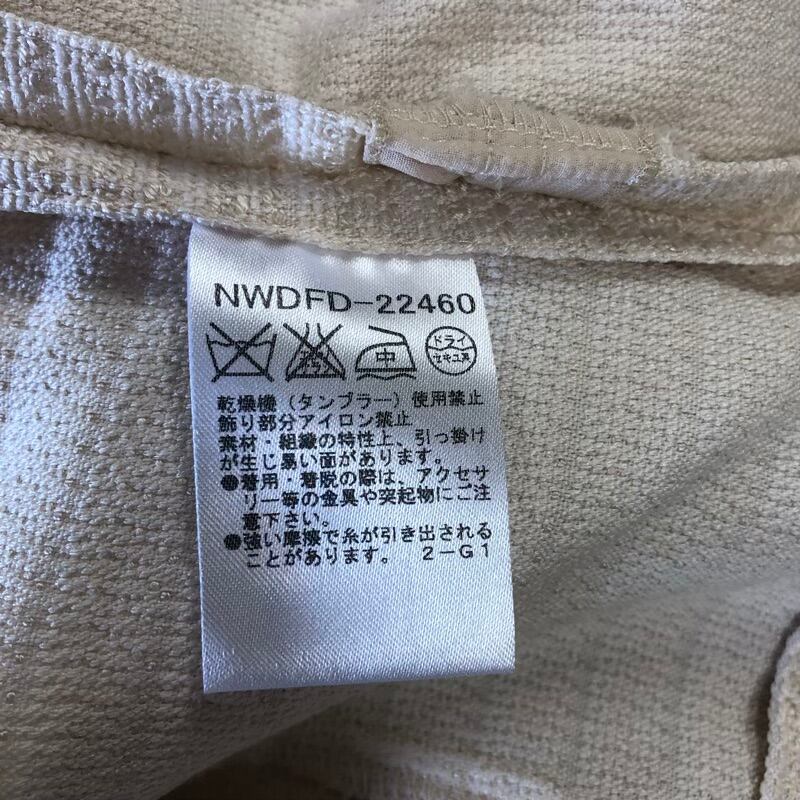 NWDFD-22460
中
ドライ
セキユ系
乾燥機（タンブラー）使用禁止
飾り部分アイロン禁止
素材・組織の特性上、引っ掛け
が生じ易い面があります。
●着用・着脱の際は、アクセサ
リー等の金具や突起物にご注
意下さい。
●強い摩擦で糸が引き出される
ことがあります。 2-G1